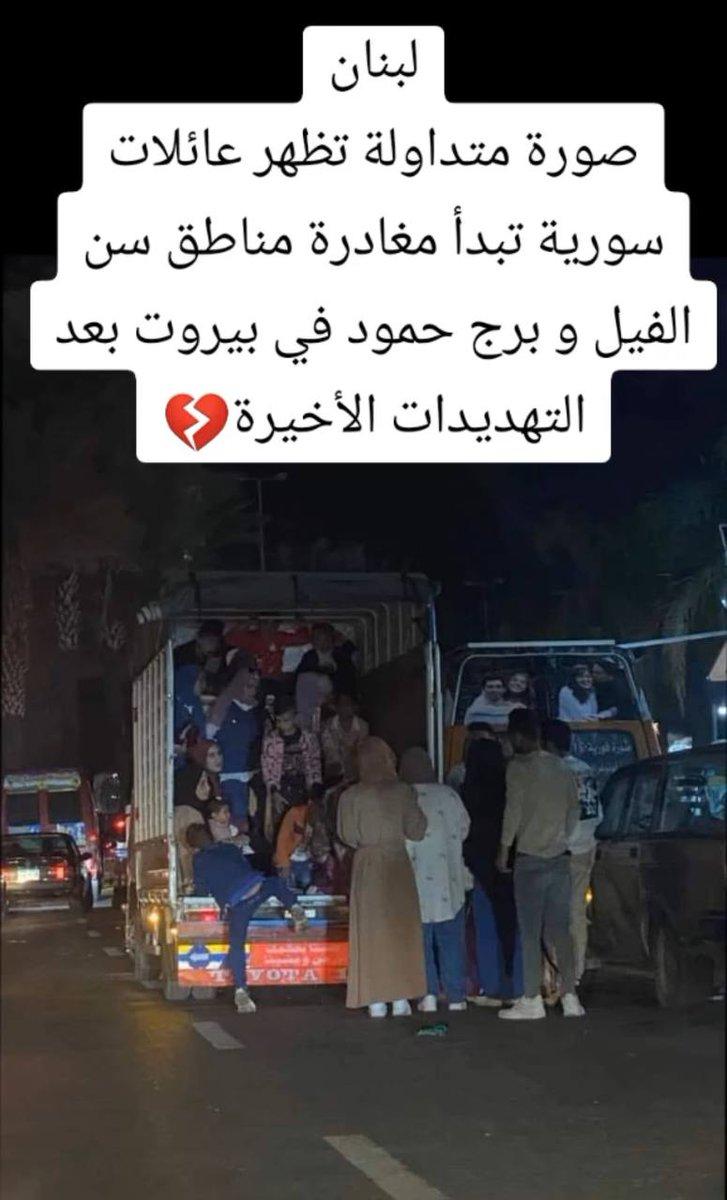 لبنان
صورة متداولة تظهر عائلات
سورية تبدأ مغادرة مناطق سن
الفيل و برج حمود في بيروت بعد
التهديدات الأخيرة💔